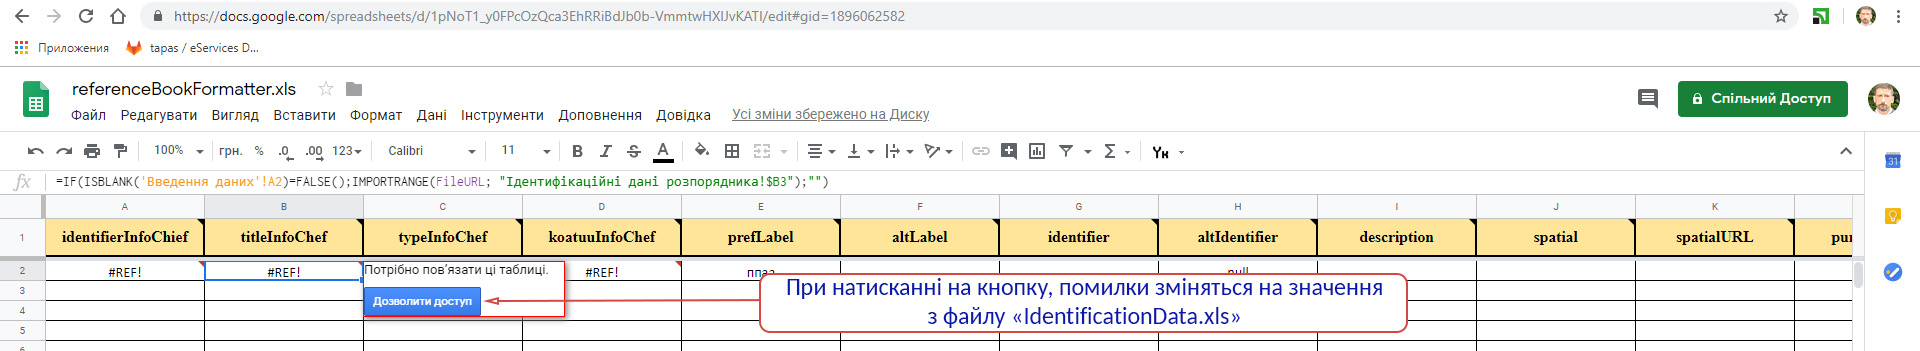 https://docs.google.com/spreadsheets/d/1pNoT1_y0FPcOzQca3EhRRiBdJb0b-VmmtwHXIJvKATI/edit#gid=1896062582
Приложения tapas / eServices D...
referenceBookFormatter.xls
Файл Редагувати Вигляд Вставити Формат Дані Інструменти Доповнення Довідка Усі зміни збережено на Диску
Спільний Доступ
100% грн. % .0 .00 123 Calibri 11 B I S A Σ Үн
31
fx =IF(ISBLANK('Введення даних'!A2)=FALSE();IMPORTRANGE(FileURL; "Ідентифікаційні дані розпорядника!$B3");"")
A B C D E F G H I J K
1 identifierInfoChief titleInfoChef typeInfoChef koatuuInfoChef prefLabel altLabel identifier altIdentifier description spatial spatialURL
2 #REF! #REF! Потрібно пов’язати ці таблиці. #REF! null
3
Дозволити доступ
4
5
При натисканні на кнопку, помилки зміняться на значення
з файлу «IdentificationData.xls»